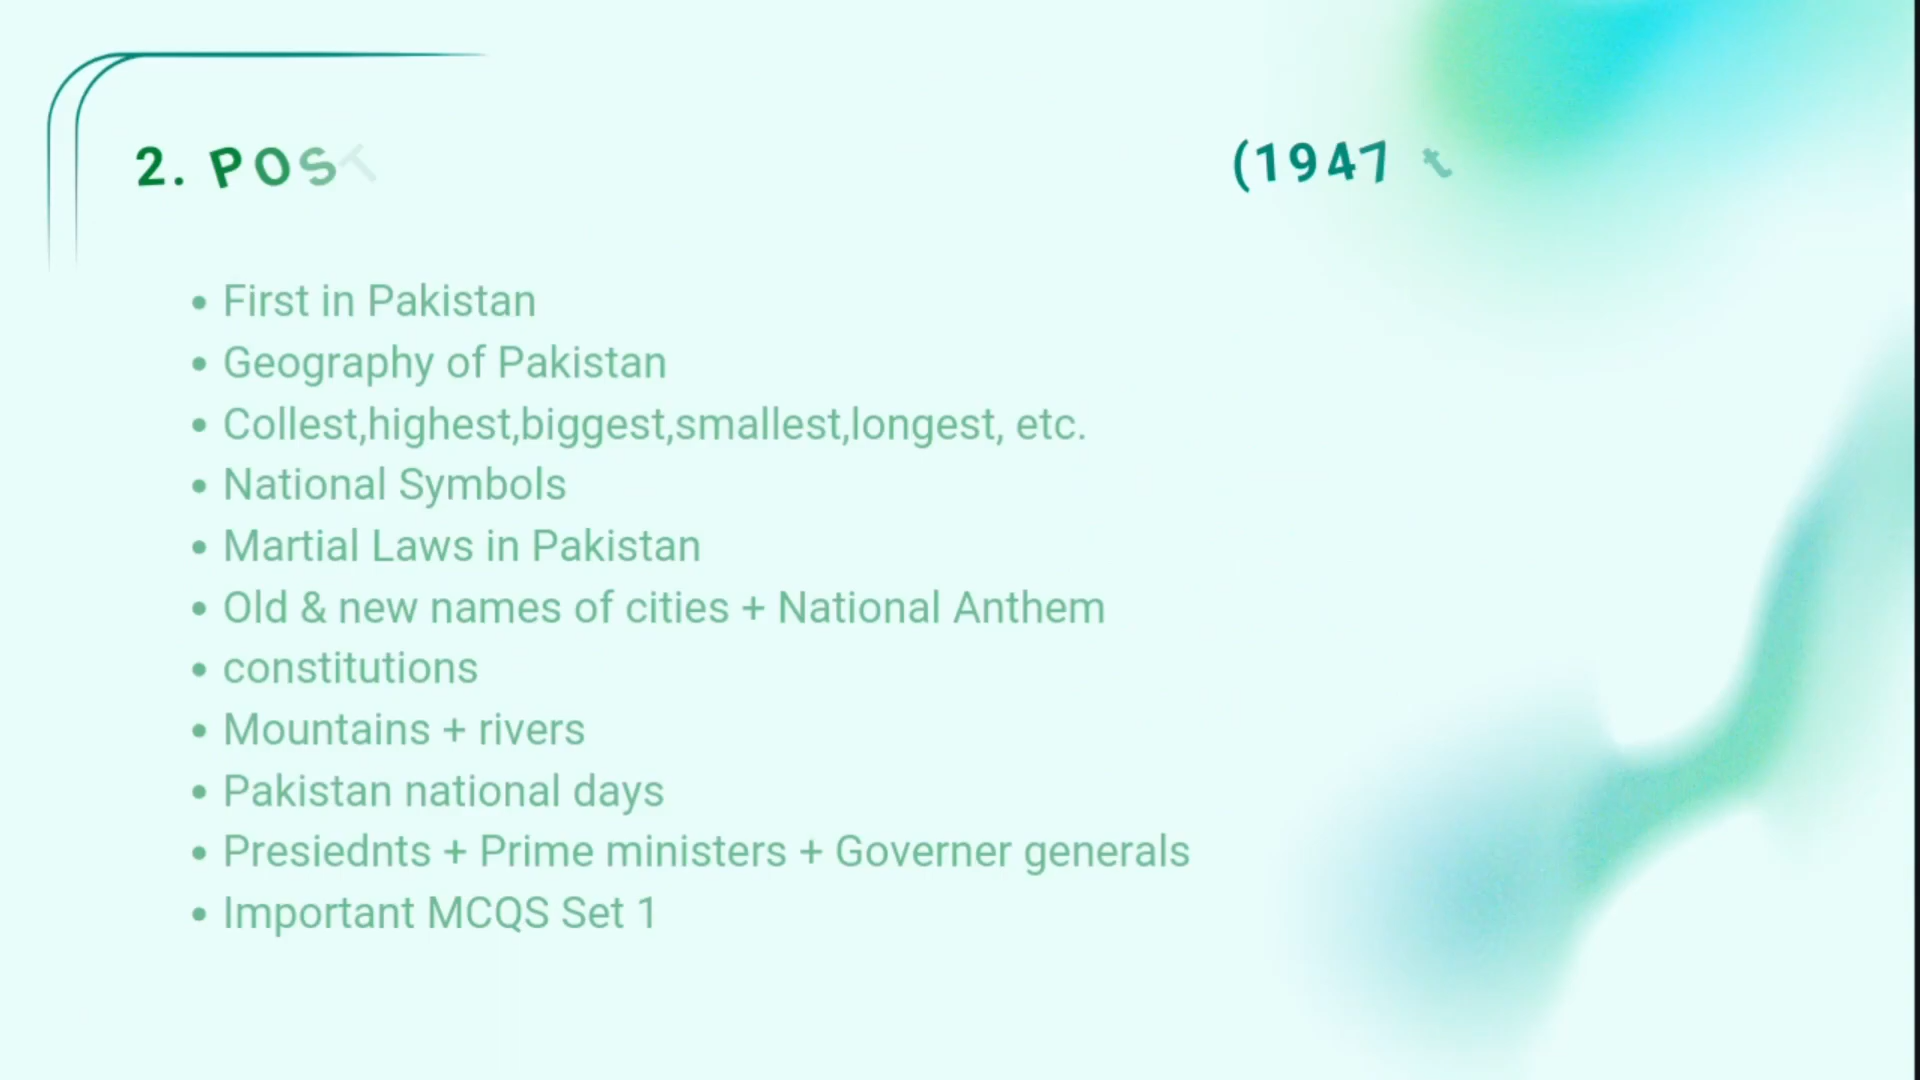 2. POST (1947 t
• First in Pakistan
• Geography of Pakistan
• Collest,highest,biggest,smallest,longest, etc.
• National Symbols
• Martial Laws in Pakistan
• Old & new names of cities + National Anthem
• constitutions
• Mountains + rivers
• Pakistan national days
• Presiednts + Prime ministers + Governer generals
• Important MCQS Set 1